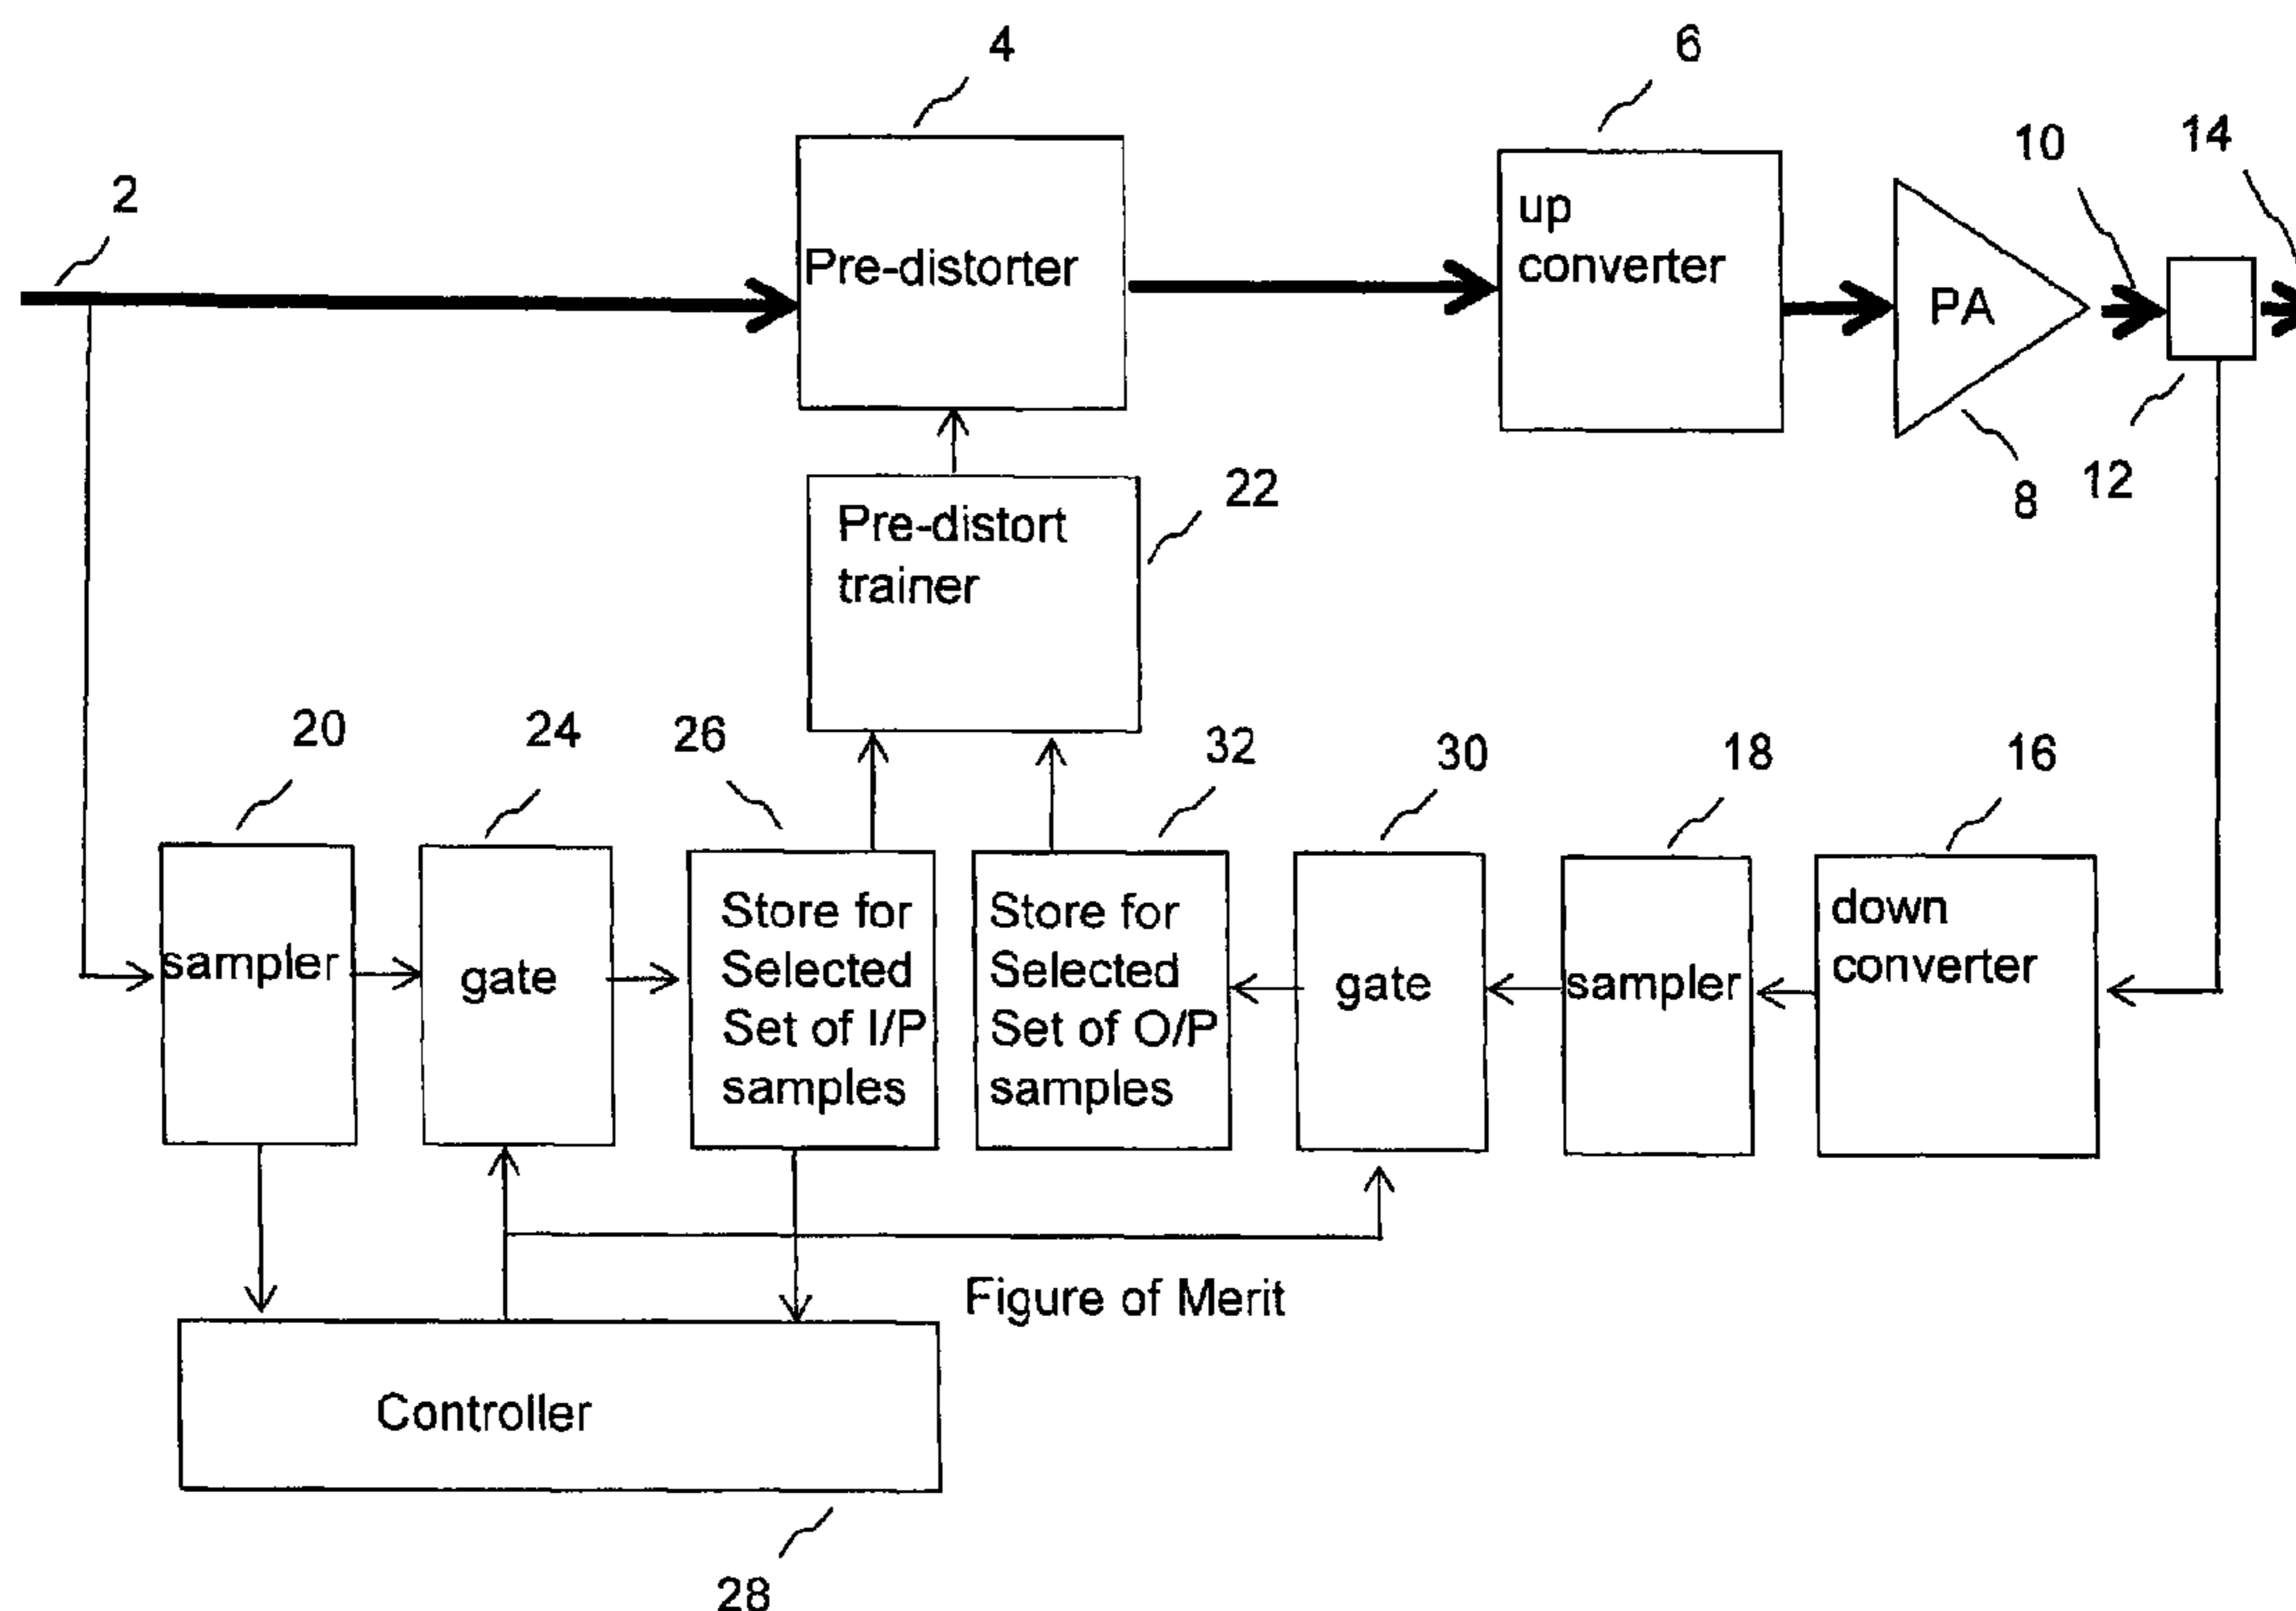 4
6
10
14
2
up
converter
Pre-distorter
PA
12
8
22
Pre-distort
trainer
20
24
26
32
30
18
16
sampler
gate
Store for
Selected
Set of I/P
samples
Store for
Selected
Set of O/P
samples
gate
sampler
down
converter
Figure of Merit
Controller
28